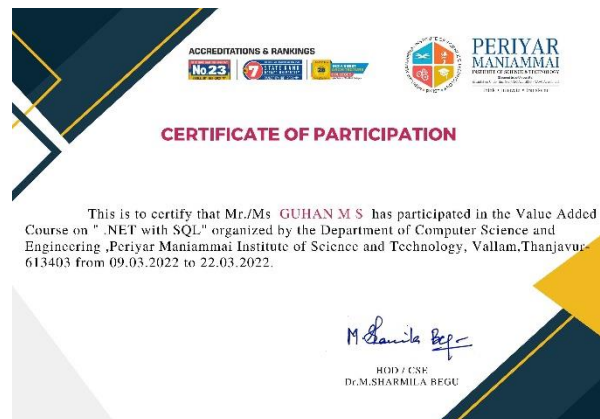 ACCREDITATIONS & RANKINGS
No.23
7 STATE RANK
PERIYAR
MANIAMMAI
INSTITUTE OF SCIENCE & TECHNOLOGY
CERTIFICATE OF PARTICIPATION
This is to certify that Mr./Ms GUHAN M S has participated in the Value Added
Course on " .NET with SQL" organized by the Department of Computer Science and
Engineering ,Periyar Maniammai Institute of Science and Technology, Vallam,Thanjavur-
613403 from 09.03.2022 to 22.03.2022.
HOD / CSE
Dr.M.SHARMILA BEGU